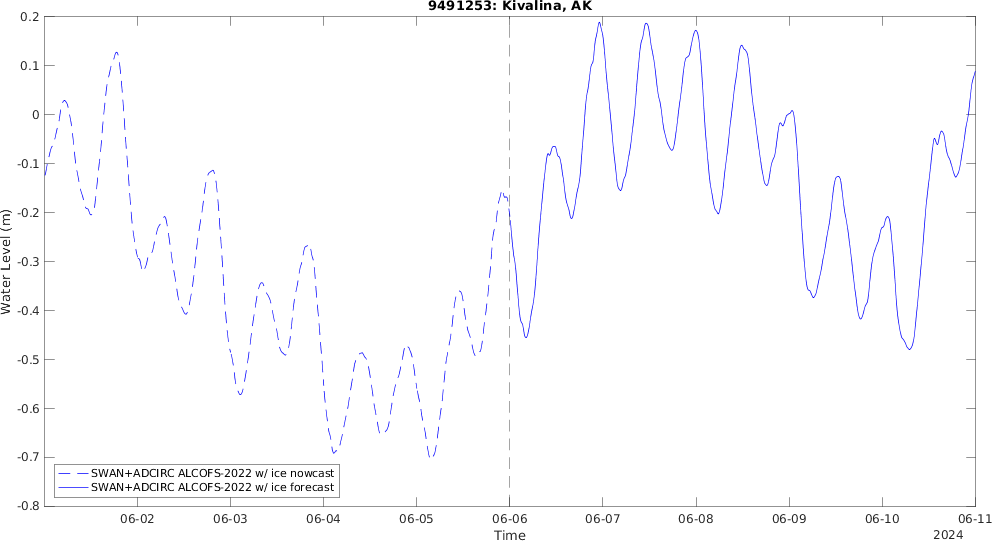 9491253: Kivalina, AK
0.2
0.1
0
-0.1
-0.2
-0.3
-0.4
-0.5
-0.6
-0.7
-0.8
Water Level (m)
SWAN+ADCIRC ALCOFS-2022 w/ ice nowcast
SWAN+ADCIRC ALCOFS-2022 w/ ice forecast
06-02 06-03 06-04 06-05 06-06 06-07 06-08 06-09 06-10 06-11
Time
2024